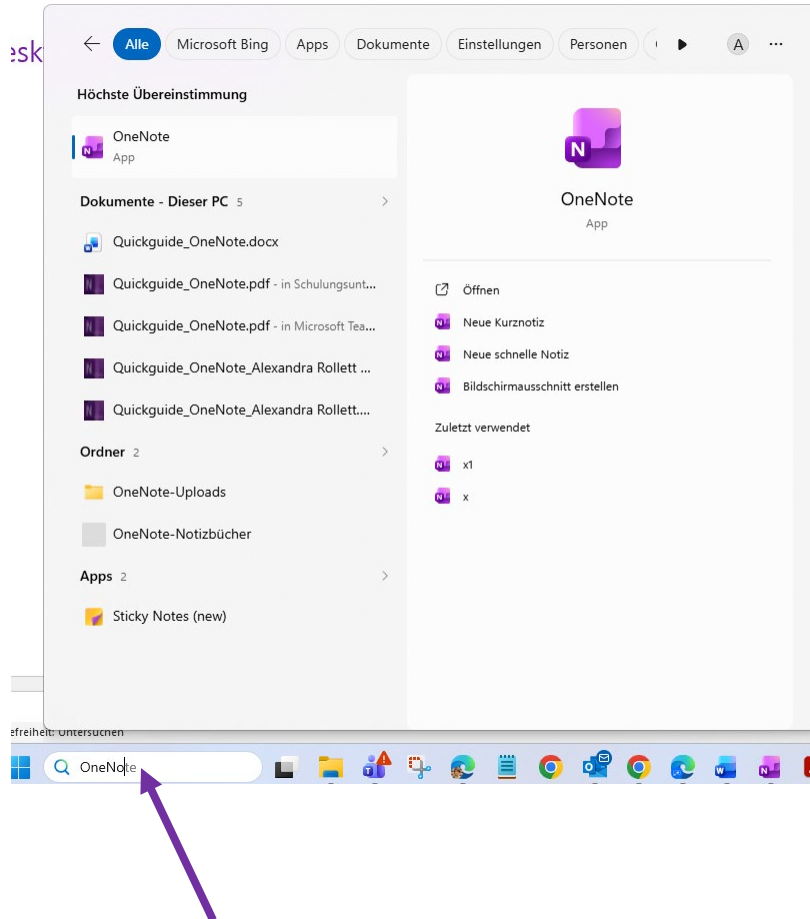 Alle Microsoft Bing Apps Dokumente Einstellungen Personen A ...
Höchste Übereinstimmung
OneNote
App
Dokumente - Dieser PC 5
Quickguide_OneNote.docx
Quickguide_OneNote.pdf - in Schulungsunt...
Quickguide_OneNote.pdf - in Microsoft Tea...
Quickguide_OneNote_Alexandra Rollett ...
Quickguide_OneNote_Alexandra Rollett....
Ordner 2
OneNote-Uploads
OneNote-Notizbücher
Apps 2
Sticky Notes (new)
OneNote
App
Öffnen
Neue Kurznotiz
Neue schnelle Notiz
Bildschirmausschnitt erstellen
Zuletzt verwendet
x1
x
efreiheit: Untersuchen
OneNote